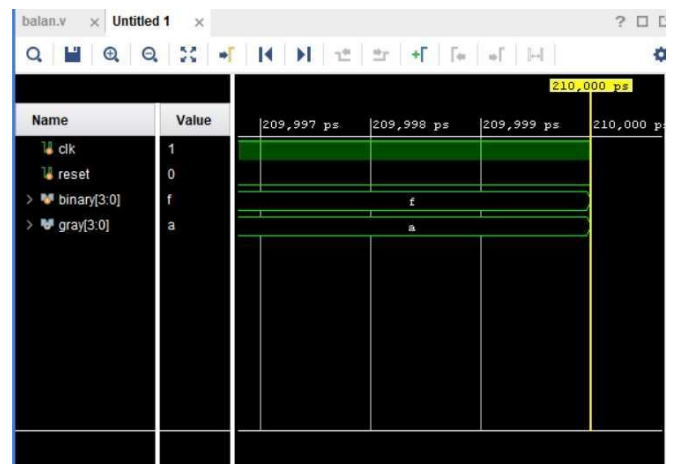 balan.v × Untitled 1 ×
210,000 ps
Name Value
209,997 ps 209,998 ps 209,999 ps 210,000 p
clk 1
reset 0
binary[3:0] f f
gray[3:0] a a